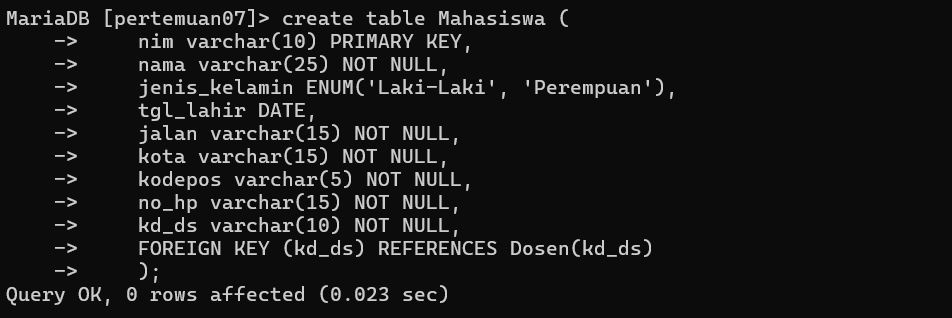 MariaDB [pertemuan07]> create table Mahasiswa (
    ->     nim varchar(10) PRIMARY KEY,
    ->     nama varchar(25) NOT NULL,
    ->     jenis_kelamin ENUM('Laki-Laki', 'Perempuan'),
    ->     tgl_lahir DATE,
    ->     jalan varchar(15) NOT NULL,
    ->     kota varchar(15) NOT NULL,
    ->     kodepos varchar(5) NOT NULL,
    ->     no_hp varchar(15) NOT NULL,
    ->     kd_ds varchar(10) NOT NULL,
    ->     FOREIGN KEY (kd_ds) REFERENCES Dosen(kd_ds)
    ->     );
Query OK, 0 rows affected (0.023 sec)